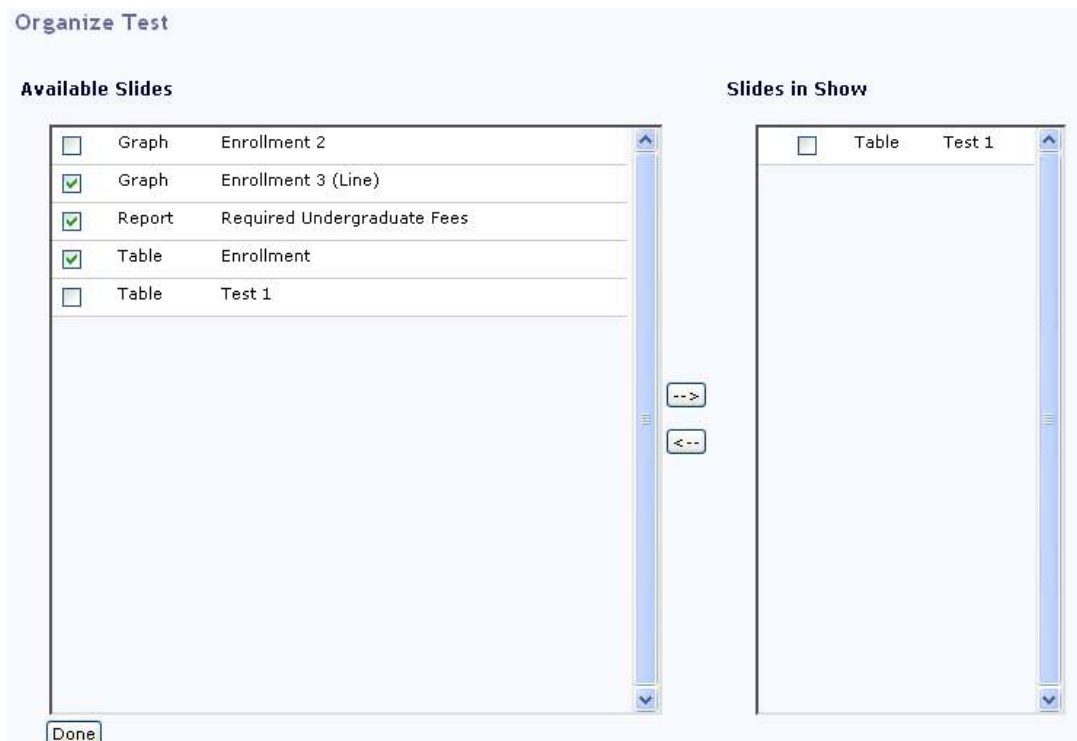 Organize Test
Available Slides Slides in Show
Graph Enrollment 2 Table Test 1
Graph Enrollment 3 (Line)
Report Required Undergraduate Fees
Table Enrollment
Table Test 1
-->
<--
Done